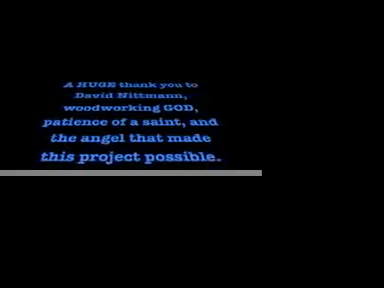 A HUGE thank you to
David Nittmann,
woodworking GOD,
patience of a saint, and
the angel that made
this project possible.